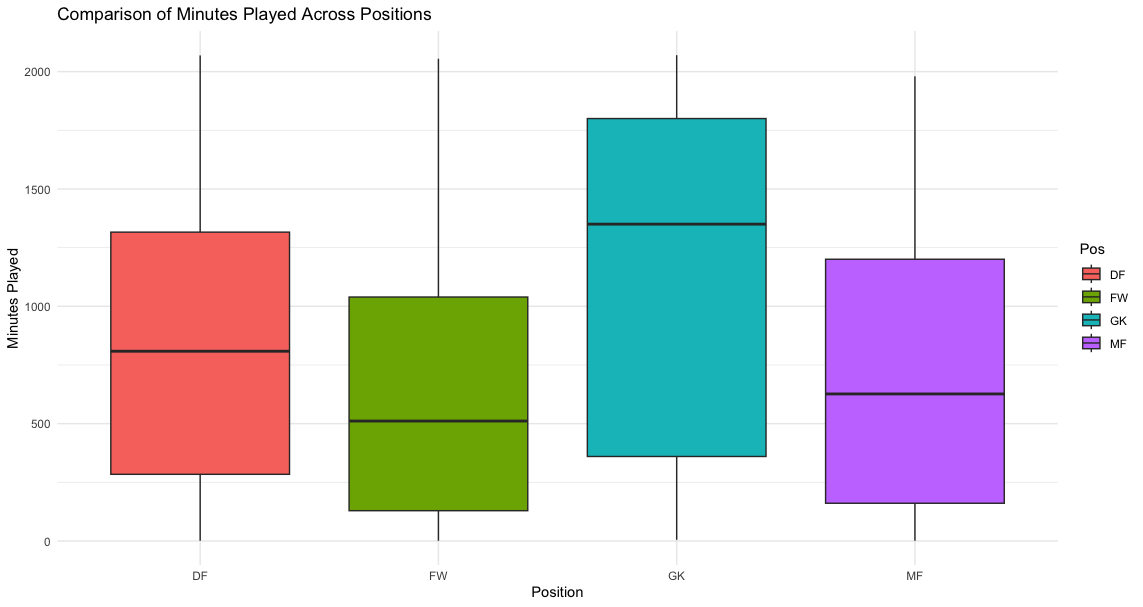 Comparison of Minutes Played Across Positions
Minutes Played
2000
1500
1000
500
0
DF
FW
GK
MF
Position
Pos
DF
FW
GK
MF